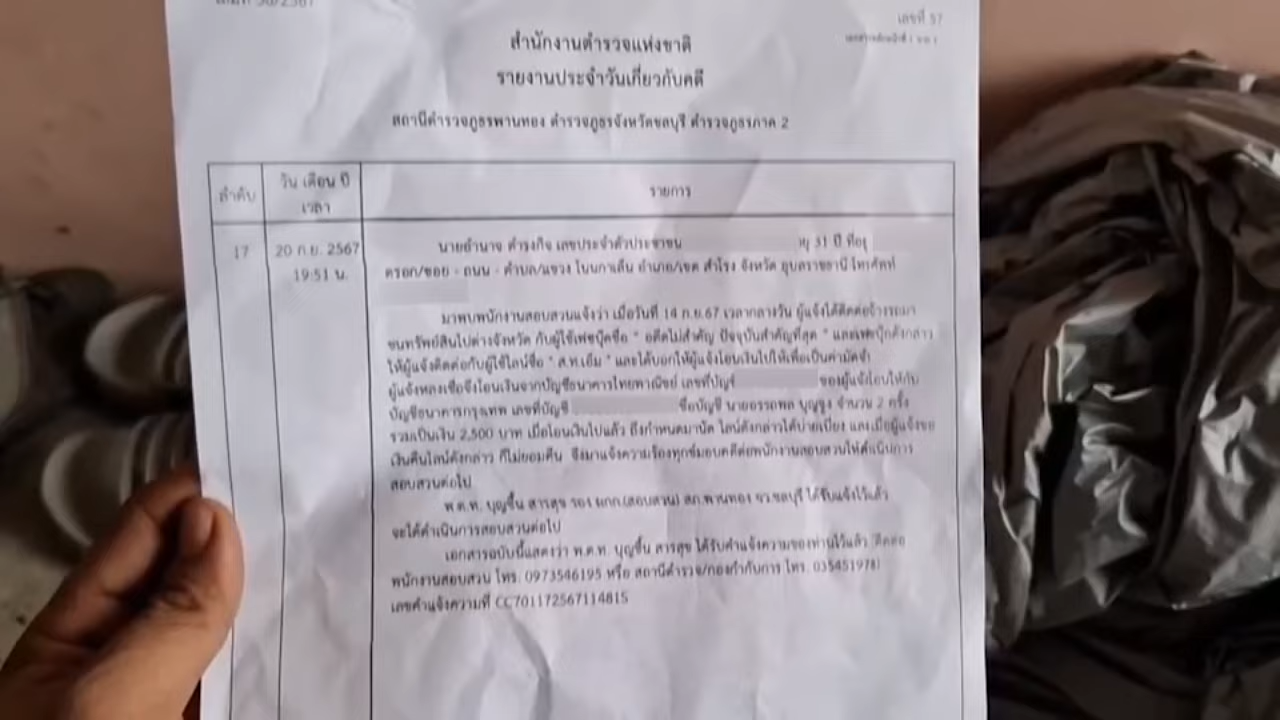 เลขที่ 57
สำนักงานตำรวจแห่งชาติ
รายงานประจำวันเกี่ยวกับคดี
สถานีตำรวจภูธรพานทอง ตำรวจภูธรจังหวัดชลบุรี ตำรวจภูธรภาค 2
ลำดับ
วัน เดือน ปี
เวลา
รายการ
17
20 ก.ย. 2567
19:51 น.
นายอำนาจ ดำรงกิจ เลขประจำตัวประชาชน ยุ 31 ปี ที่อยู่
ตรอก/ซอย - ถนน - ตำบล/แขวง โนนกาเล็น อำเภอ/เขต สำโรง จังหวัด อุบลราชธานี โทรศัพท์
มาพบพนักงานสอบสวนแจ้งว่า เมื่อวันที่ 14 ก.ย.67 เวลากลางวัน ผู้แจ้งได้ติดต่อจ้างรถมา
ขนทรัพย์สินไปต่างจังหวัด กับผู้ใช้เฟซบุ๊คชื่อ " อดีตไม่สำคัญ ปัจจุบันสำคัญที่สุด " และเฟซบุ๊กดังกล่าว
ให้ผู้แจ้งติดต่อกับผู้ใช้ไลน์ชื่อ " ส.ท.เอ็ม " และได้บอกให้ผู้แจ้งโอนเงินไปให้เพื่อเป็นค่ามัดจำ
ผู้แจ้งหลงเชื่อจึงโอนเงินจากบัญชีธนาคารไทยพาณิชย์ เลขที่บัญชี ของผู้แจ้งโอนให้กับ
บัญชีธนาคารกรุงเทพ เลขที่บัญชี ชื่อบัญชี นายอรรถพล บุญชูง จำนวน 2 ครั้ง
รวมเป็นเงิน 2,500 บาท เมื่อโอนเงินไปแล้ว ถึงกำหนดมานัด ไลน์ดังกล่าวได้บ่ายเบี่ยง และเมื่อผู้แจ้งขอ
เงินคืนไลน์ดังกล่าว ก็ไม่ยอมคืน จึงมาแจ้งความร้องทุกข์มอบคดีต่อพนักงานสอบสวนให้ดำเนินการ
สอบสวนต่อไป
พ.ต.ท. บุญชื่น สารสุข รอง ผกก.(สอบสวน) สภ.พานทอง จว.ชลบุรี ได้รับแจ้งไว้แล้ว
จะได้ดำเนินการสอบสวนต่อไป
เอกสารฉบับนี้แสดงว่า พ.ต.ท. บุญชื่น สารสุข ได้รับคำแจ้งความของท่านไว้แล้ว ติดต่อ
พนักงานสอบสวน โทร. 0973546195 หรือ สถานีตำรวจ/กองกำกับการ โทร. 035451978
เลขคำแจ้งความที่ CC701172567114815